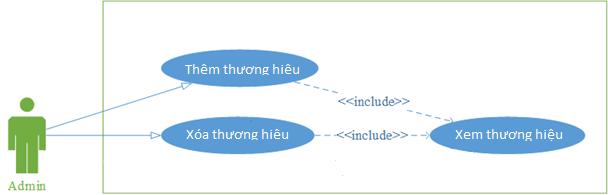 Thêm thương hiệu
<<include>>
Xóa thương hiệu
<<include>>
Xem thương hiệu
Admin